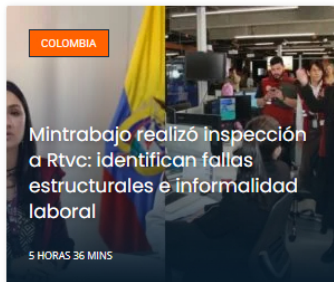 COLOMBIA
Mintrabajo realizó inspección
a Rtvc: identifican fallas
estructurales e informalidad
laboral
5 HORAS 36 MINS